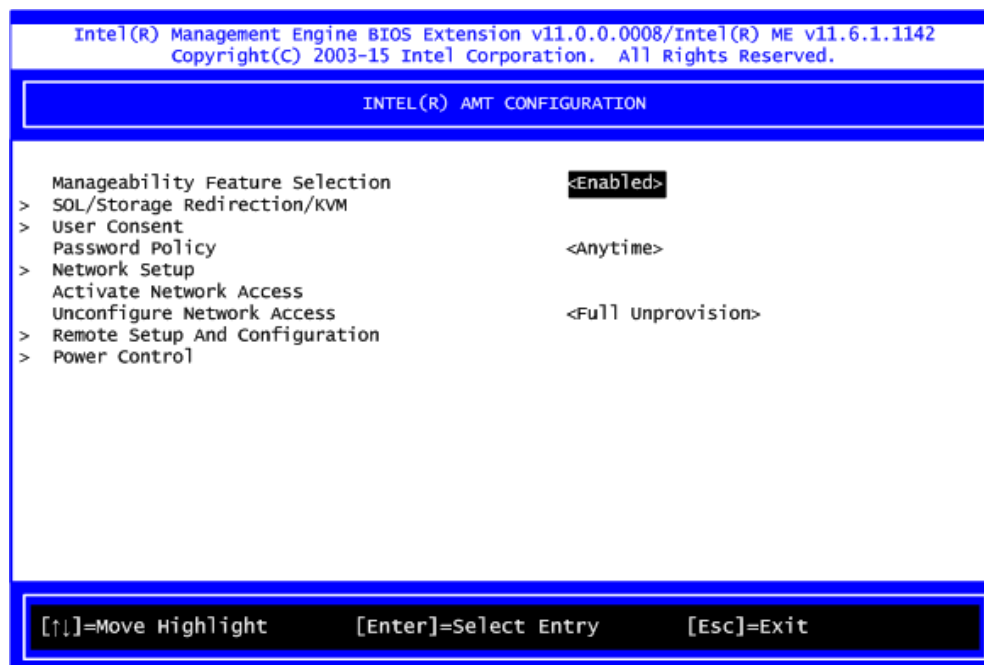 Intel(R) Management Engine BIOS Extension v11.0.0.0008/Intel(R) ME v11.6.1.1142
Copyright(C) 2003-15 Intel Corporation. All Rights Reserved.
INTEL(R) AMT CONFIGURATION
Manageability Feature Selection <Enabled>
> SOL/Storage Redirection/KVM
> User Consent
Password Policy <Anytime>
> Network Setup
Activate Network Access
Unconfigure Network Access <Full Unprovision>
> Remote Setup And Configuration
> Power Control
[↑↓]=Move Highlight [Enter]=Select Entry [Esc]=Exit